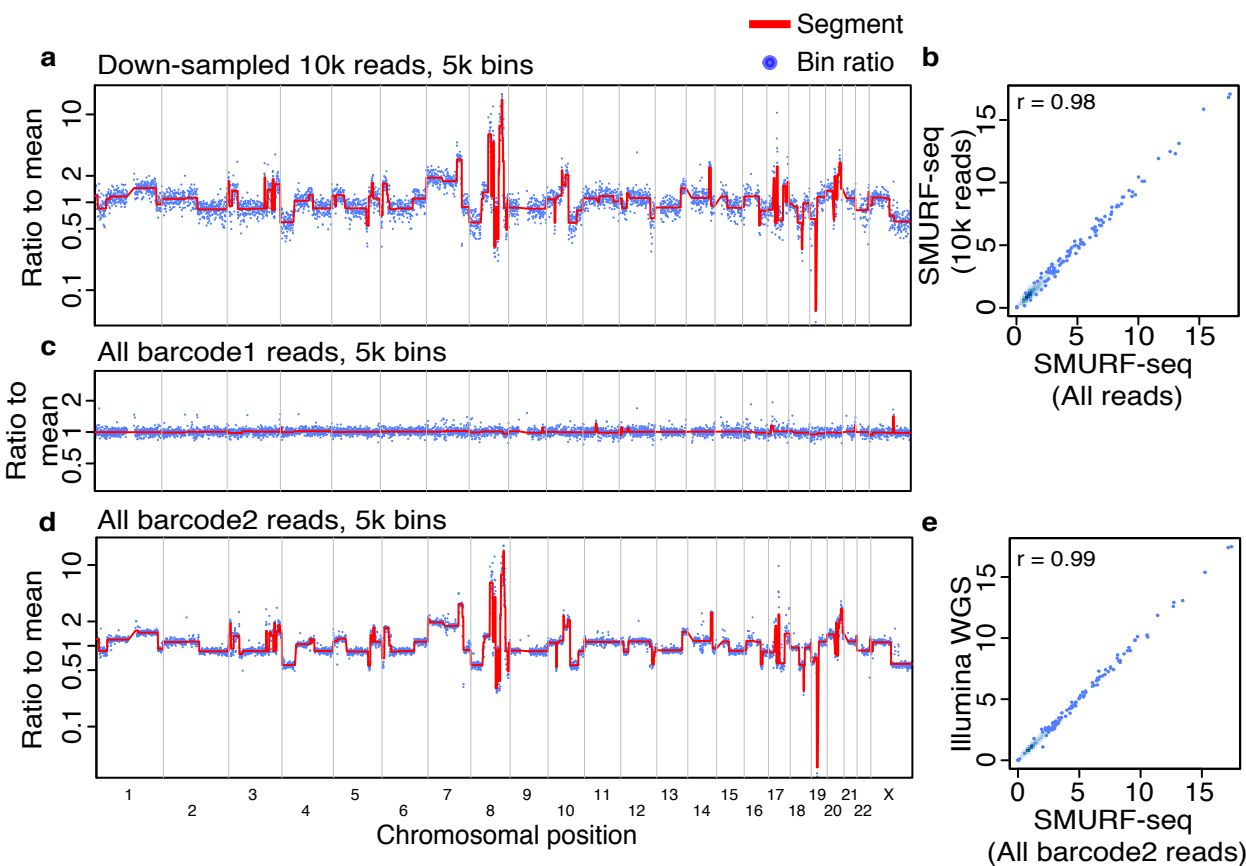 Segment
Bin ratio
a
Down-sampled 10k reads, 5k bins
Ratio to mean
10
2
1
0.5
0.1
b
r = 0.98
SMURF-seq
(10k reads)
15
10
15
0
0
5
10
15
SMURF-seq
(All reads)
c
All barcode1 reads, 5k bins
Ratio to
mean
2
1
0.5
d
All barcode2 reads, 5k bins
Ratio to mean
10
2
1
0.5
0.1
1
2
3
4
5
6
7
8
9
10
11
12
13
14
15
16
17
18
19
20
21
22
X
Chromosomal position
e
r = 0.99
Illumina WGS
15
10
5
0
0
5
10
15
SMURF-seq
(All barcode2 reads)